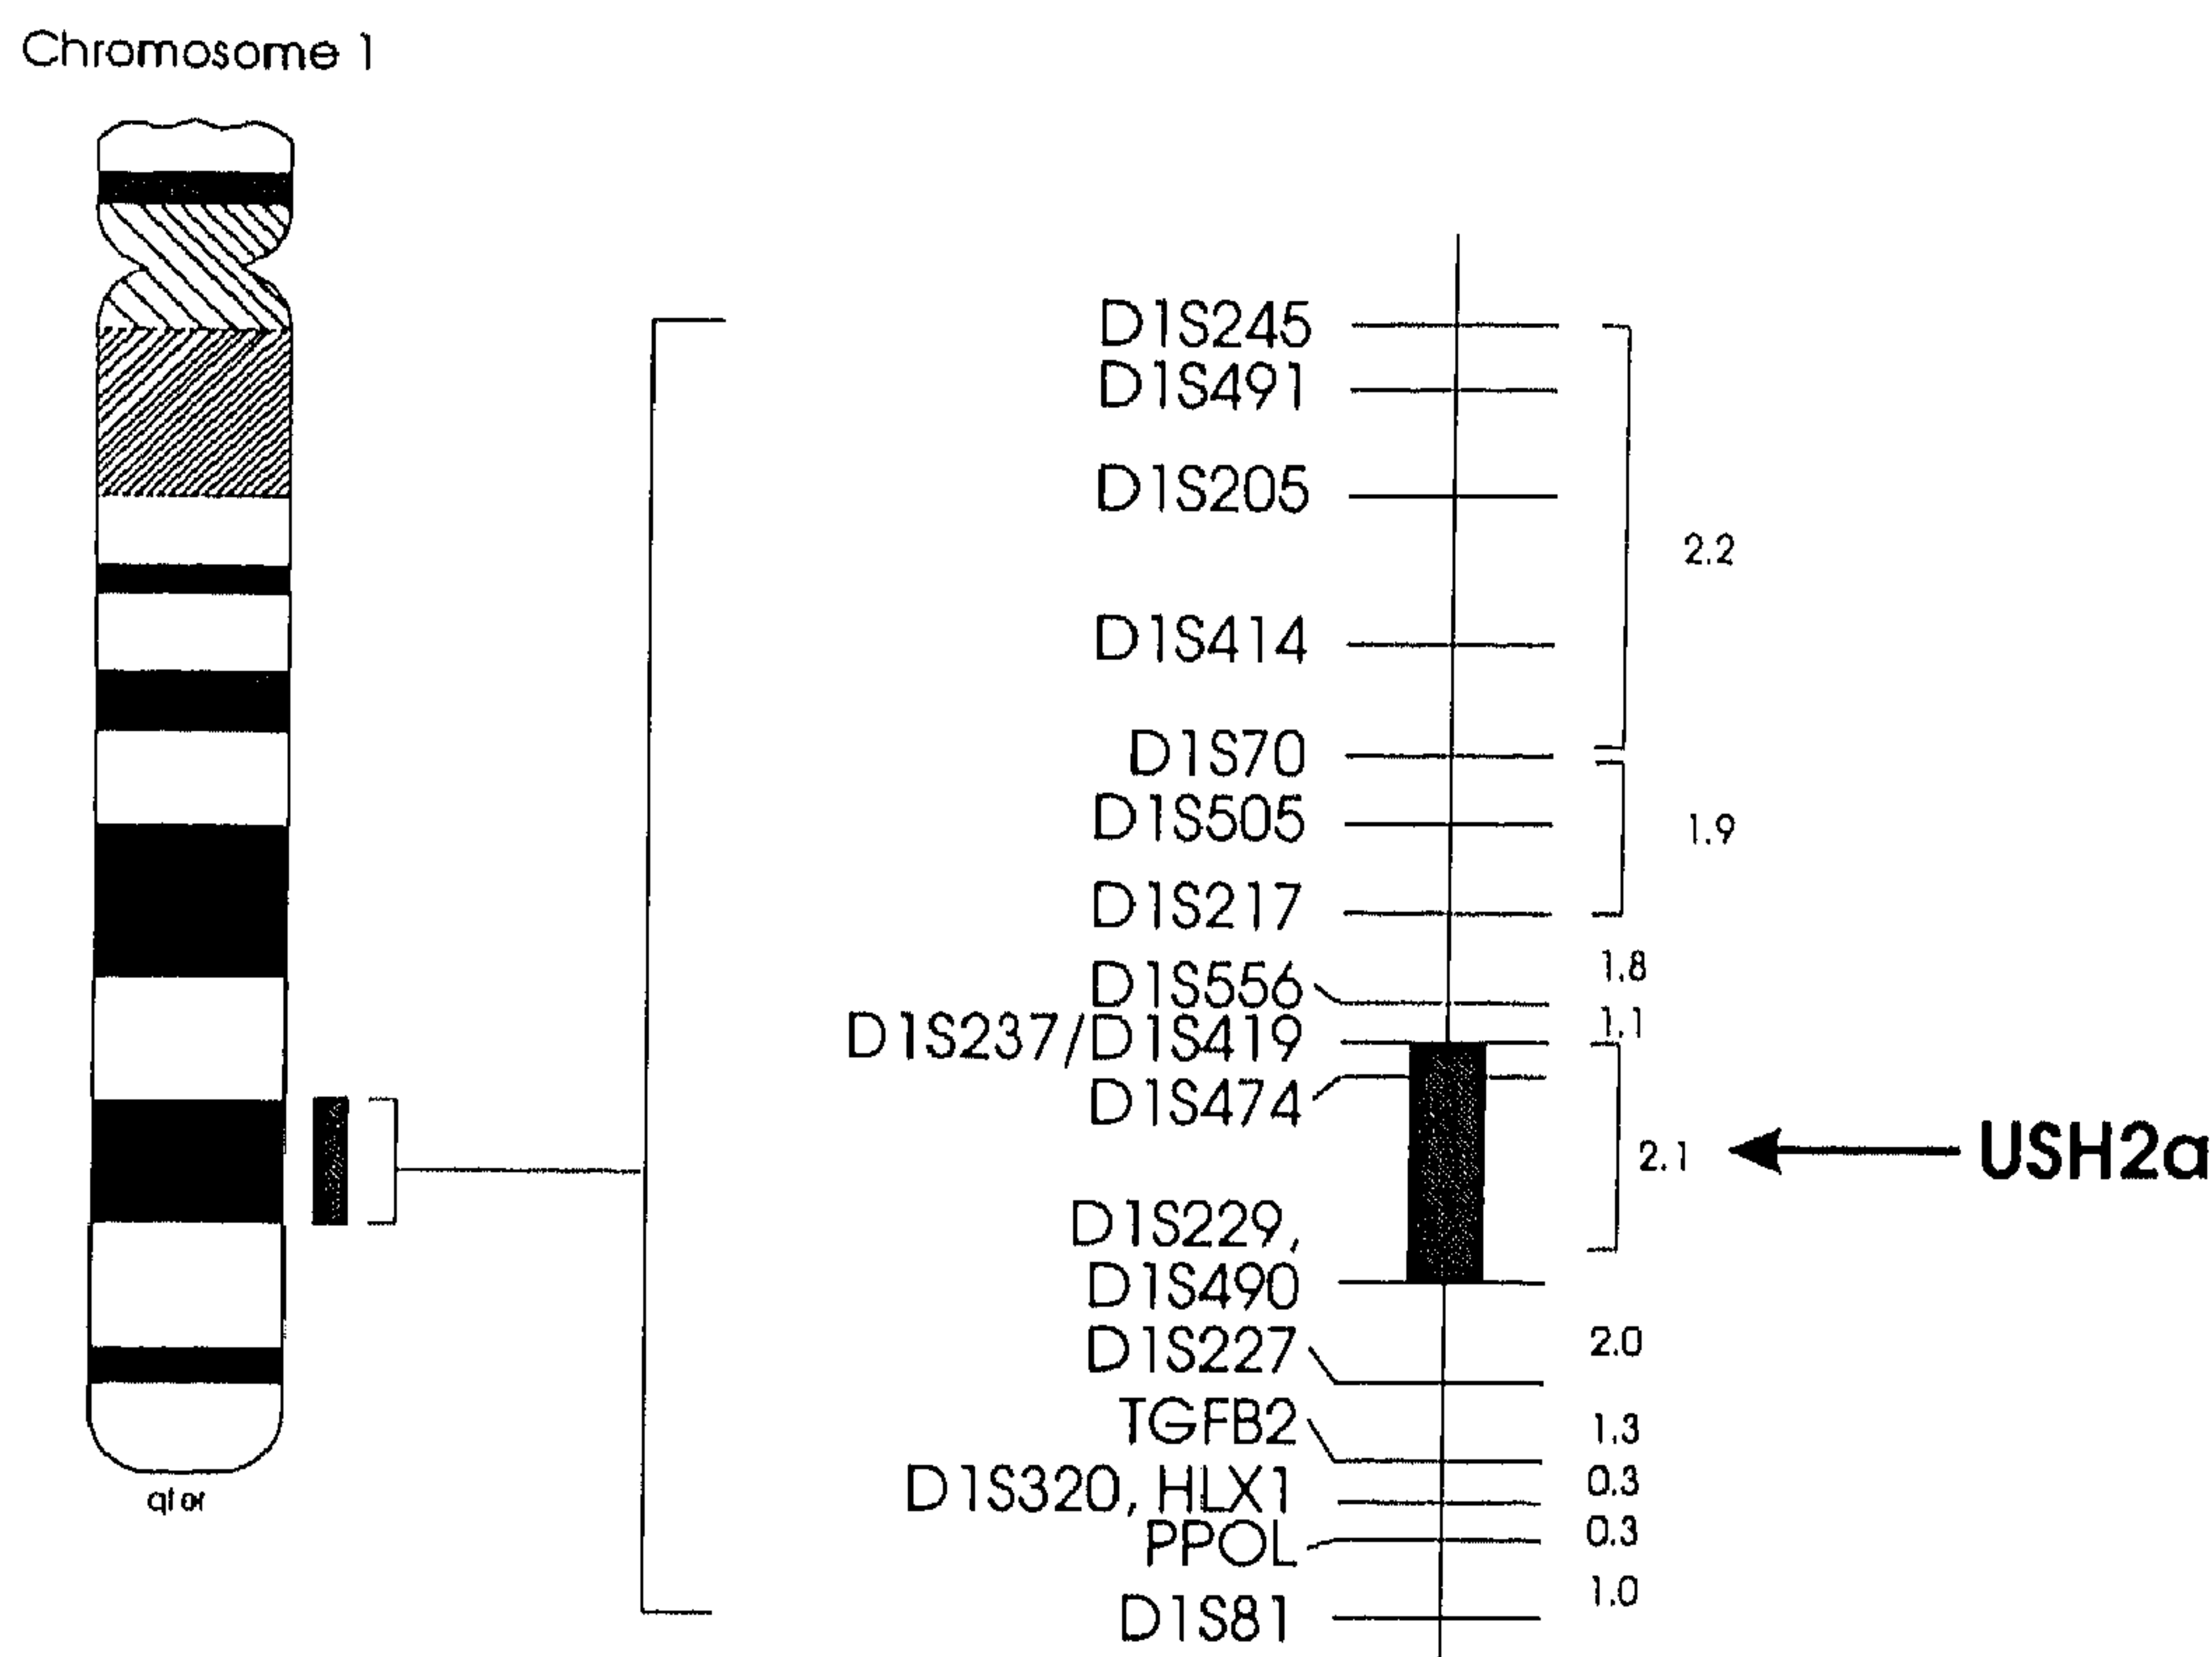 Chromosome 1
D1S245
D1S491
D1S205
2.2
D1S414
D1S70
D1S505
1.9
D1S217
1.8
D1S556
1.1
D1S237/D1S419
D1S474
2.1
USH2a
D1S229,
D1S490
2.0
D1S227
1.3
TGFB2
0.3
D1S320, HLX1
0.3
PPOL
1.0
D1S81
qter